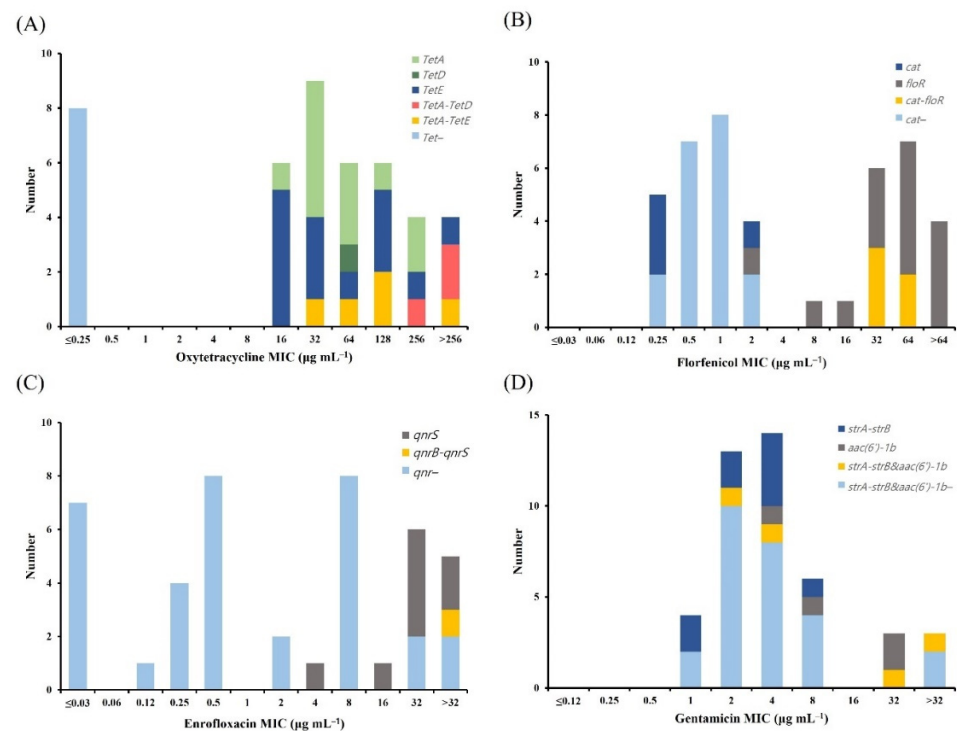 (A)
10
8
6
4
2
0
Number
TetA
TetD
TetE
TetA-TetD
TetA-TetE
Tet–
≤0.25 0.5 1 2 4 8 16 32 64 128 256 >256
Oxytetracycline MIC (µg mL⁻¹)
(B)
10
8
6
4
2
0
Number
cat
floR
cat-floR
cat–
≤0.03 0.06 0.12 0.25 0.5 1 2 4 8 16 32 64 >64
Florfenicol MIC (µg mL⁻¹)
(C)
10
8
6
4
2
0
Number
qnrS
qnrB-qnrS
qnr–
≤0.03 0.06 0.12 0.25 0.5 1 2 4 8 16 32 >32
Enrofloxacin MIC (µg mL⁻¹)
(D)
15
10
5
0
Number
strA-strB
aac(6')-1b
strA-strB&aac(6')-1b
strA-strB&aac(6')-1b–
≤0.12 0.25 0.5 1 2 4 8 16 32 >32
Gentamicin MIC (µg mL⁻¹)